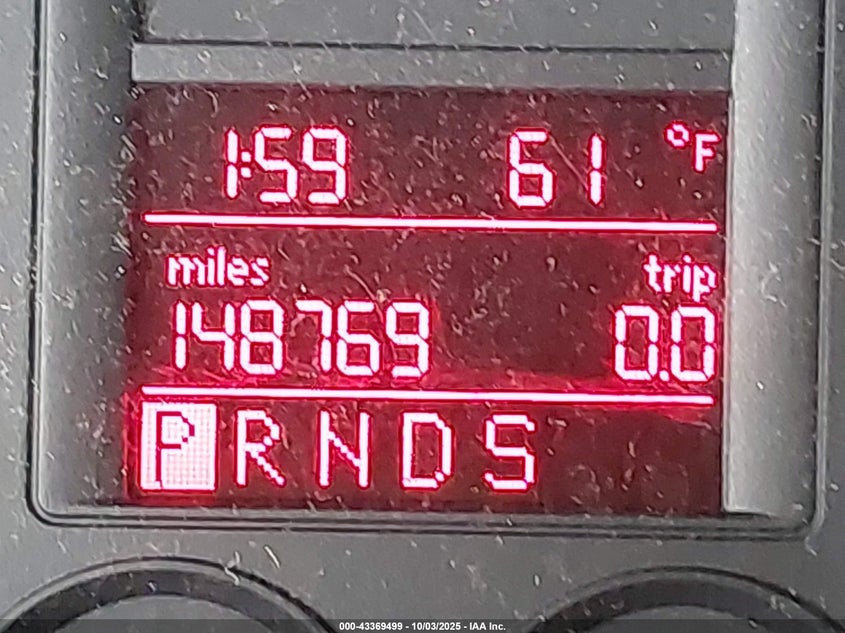 1:59 61 °F
miles trip
148769 0.0
P R N D S
000-43369499 - 10/03/2025 - IAA Inc.